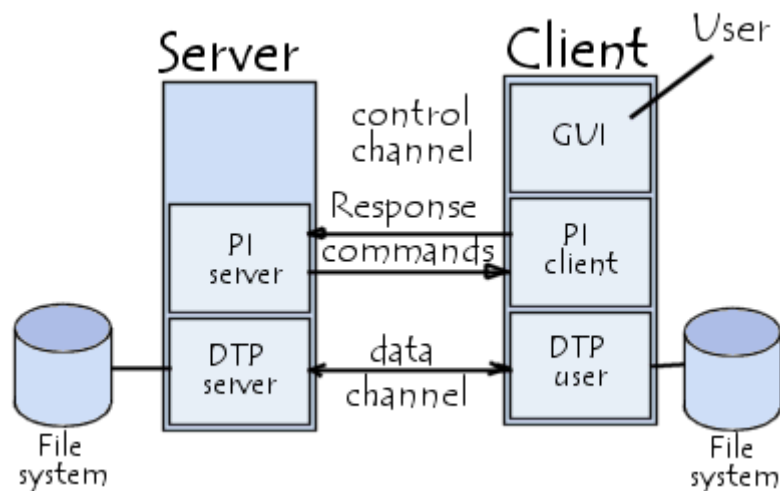 User
Server
Client
control
channel
GUI
Response
commands
PI
server
PI
client
DTP
server
data
channel
DTP
user
File
system
File
system